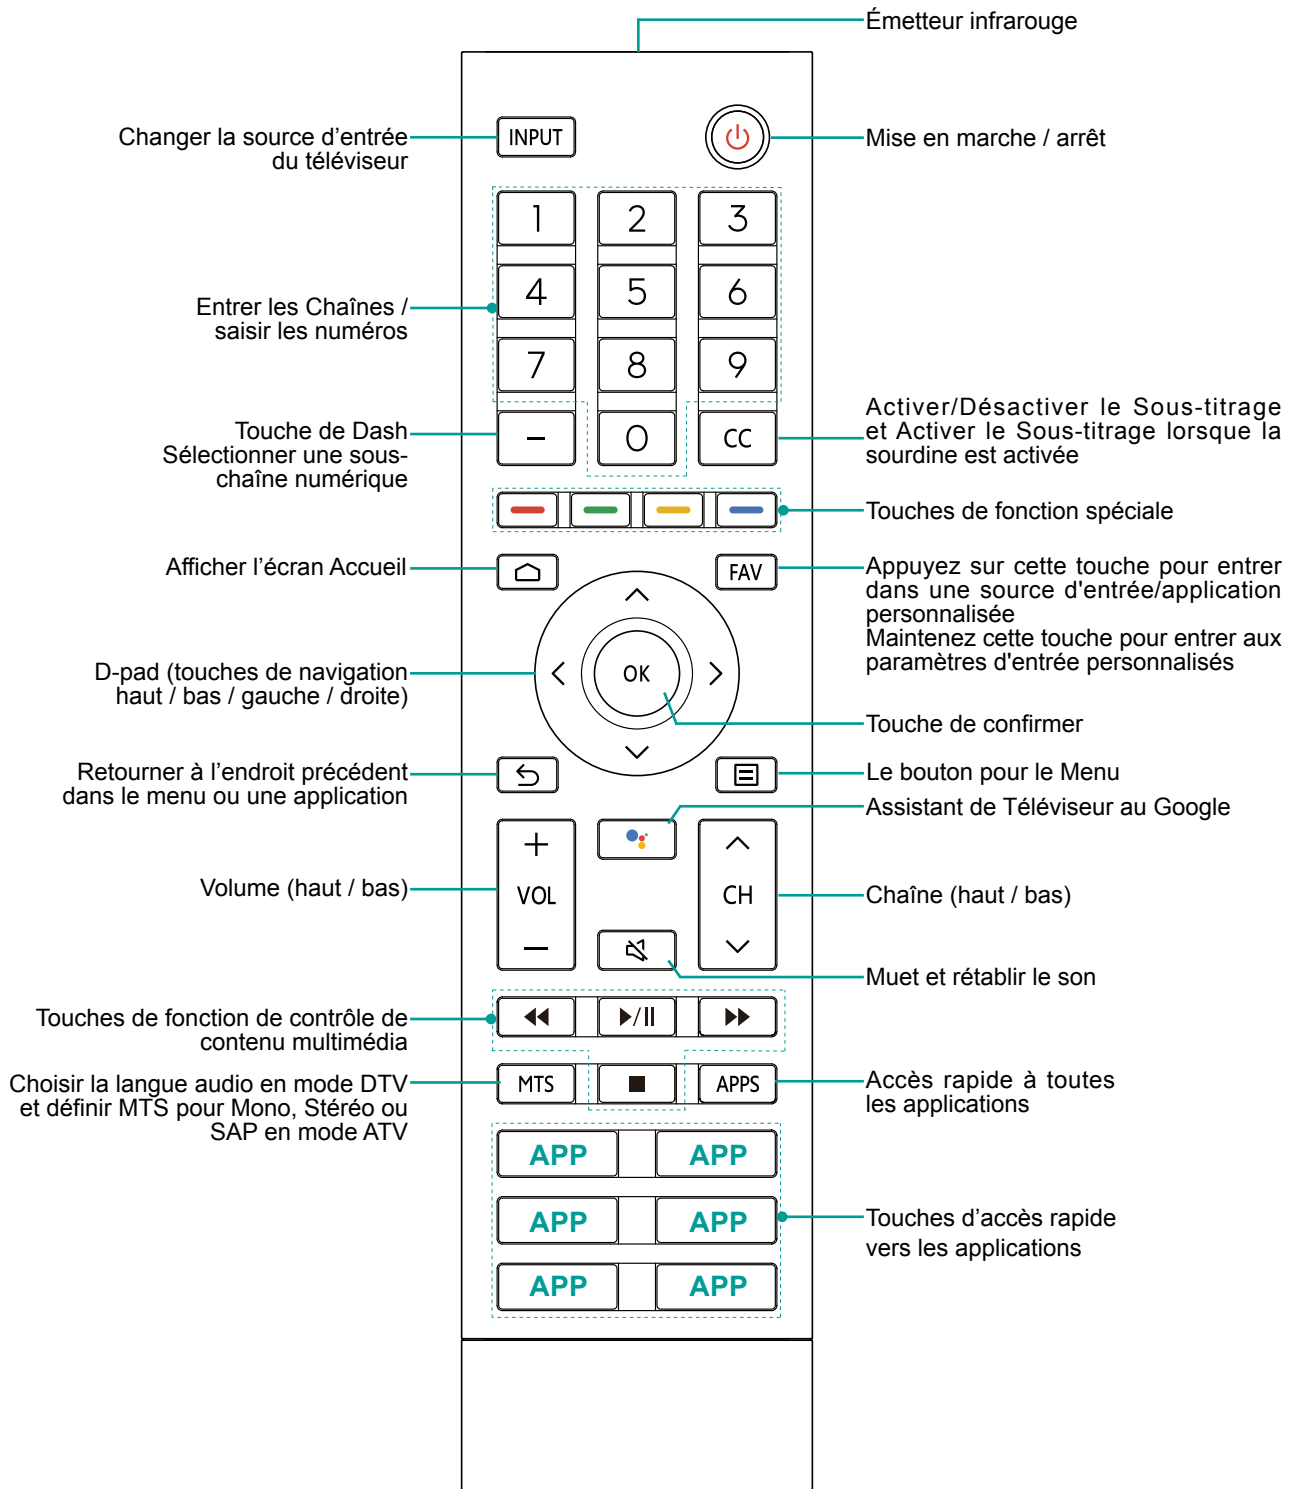 Émetteur infrarouge
Changer la source d’entrée
du téléviseur
INPUT
Mise en marche / arrêt
1
2
3
4
5
6
Entrer les Chaînes /
saisir les numéros
7
8
9
Touche de Dash
Sélectionner une sous-
chaîne numérique
–
0
CC
Activer/Désactiver le Sous-titrage
et Activer le Sous-titrage lorsque la
sourdine est activée
Touches de fonction spéciale
Afficher l’écran Accueil
FAV
Appuyez sur cette touche pour entrer
dans une source d'entrée/application
personnalisée
Maintenez cette touche pour entrer aux
paramètres d'entrée personnalisés
D-pad (touches de navigation
haut / bas / gauche / droite)
OK
Touche de confirmer
Retourner à l’endroit précédent
dans le menu ou une application
Le bouton pour le Menu
Assistant de Téléviseur au Google
Volume (haut / bas)
+
VOL
–
CH
Chaîne (haut / bas)
Muet et rétablir le son
Touches de fonction de contrôle de
contenu multimédia
Choisir la langue audio en mode DTV
et définir MTS pour Mono, Stéréo ou
SAP en mode ATV
MTS
APPS
Accès rapide à toutes
les applications
APP
APP
APP
APP
APP
APP
Touches d’accès rapide
vers les applications